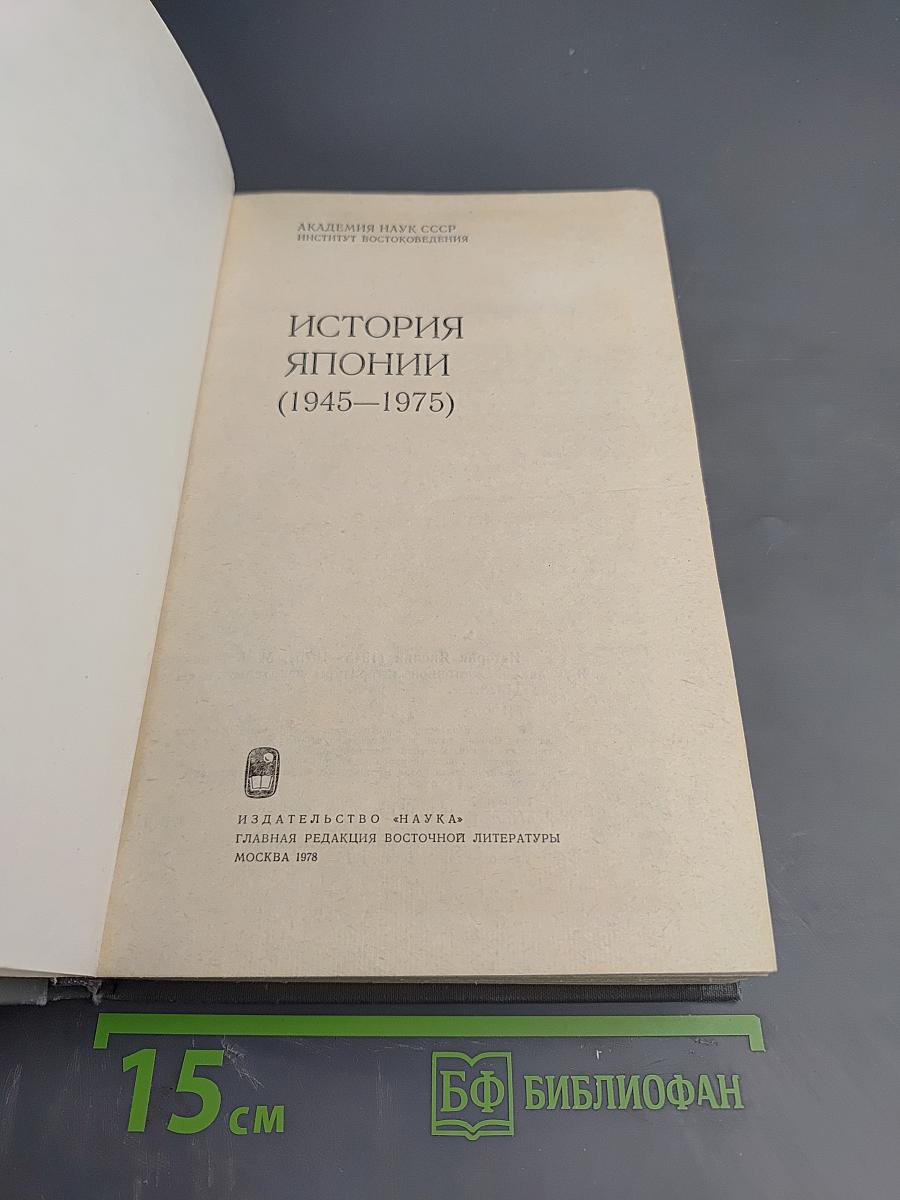 АКАДЕМИЯ НАУК СССР
ИНСТИТУТ ВОСТОКОВЕДЕНИЯ
ИСТОРИЯ
ЯПОНИИ
(1945—1975)
ИЗДАТЕЛЬСТВО «НАУКА»
ГЛАВНАЯ РЕДАКЦИЯ ВОСТОЧНОЙ ЛИТЕРАТУРЫ
МОСКВА 1978
15 см
БФ БИБЛИОФАН